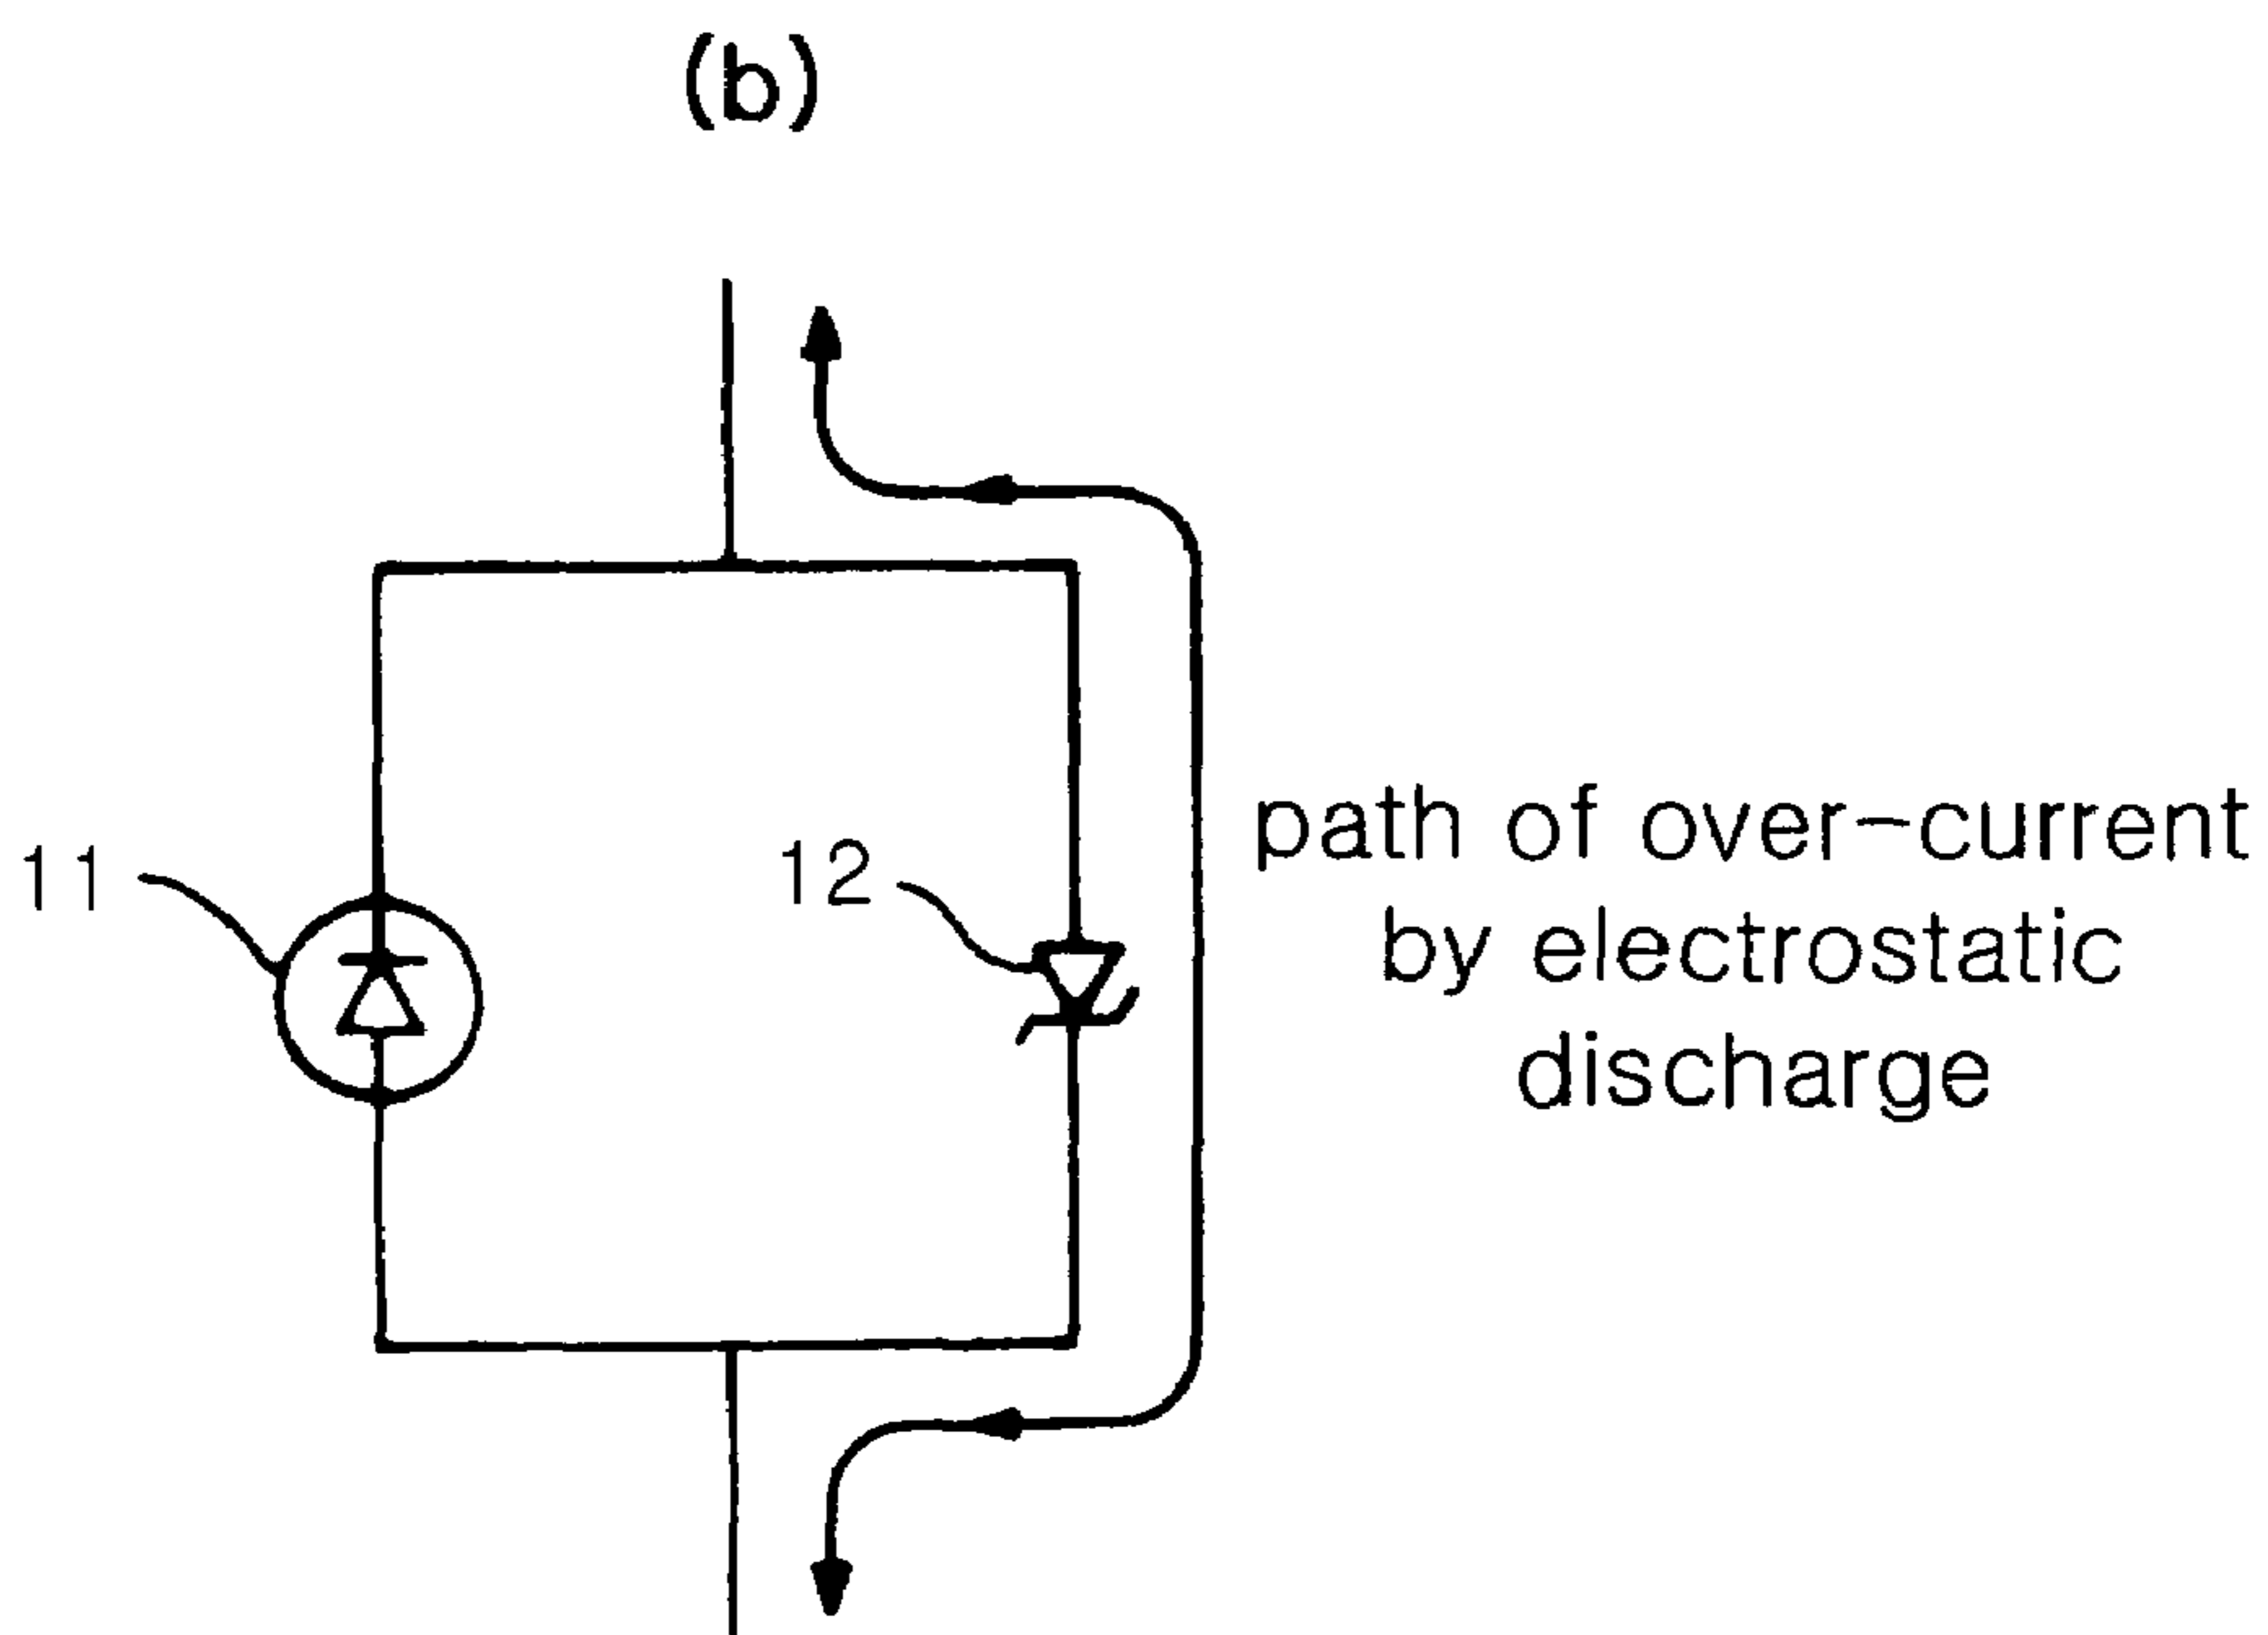 (b)
11
12
path of over-current
by electrostatic
discharge